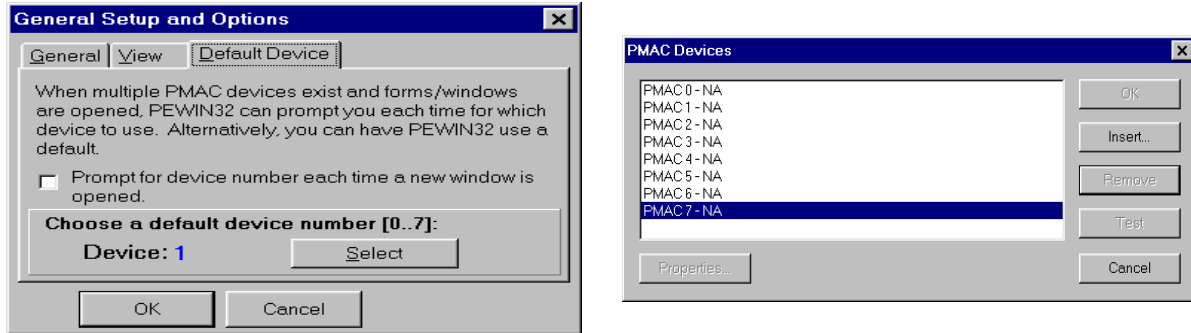 General Setup and Options
General View Default Device
When multiple PMAC devices exist and forms/windows
are opened, PEWIN32 can prompt you each time for which
device to use. Alternatively, you can have PEWIN32 use a
default.
Prompt for device number each time a new window is
opened.
Choose a default device number [0..7]:
Device: 1 Select
OK Cancel
PMAC Devices
PMAC 0 - NA
PMAC 1 - NA
PMAC 2 - NA
PMAC 3 - NA
PMAC 4 - NA
PMAC 5 - NA
PMAC 6 - NA
PMAC 7 - NA
OK
Insert...
Remove
Test
Properties... Cancel